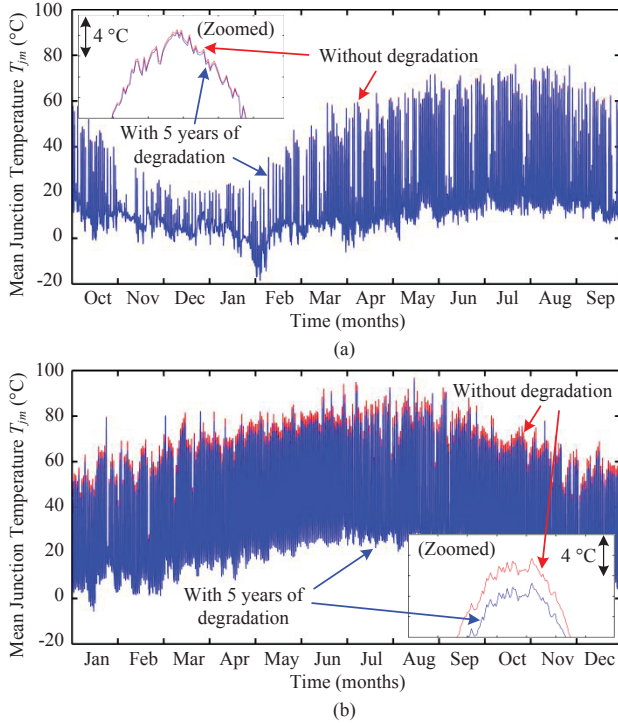 Mean Junction Temperature Tjm (°C)
100
80
60
40
20
0
-20
4 °C
(Zoomed)
Without degradation
With 5 years of
degradation
Oct Nov Dec Jan Feb Mar Apr May Jun Jul Aug Sep
Time (months)
(a)
Mean Junction Temperature Tjm (°C)
100
80
60
40
20
0
-20
Without degradation
(Zoomed)
4 °C
With 5 years of
degradation
Jan Feb Mar Apr May Jun Jul Aug Sep Oct Nov Dec
Time (months)
(b)